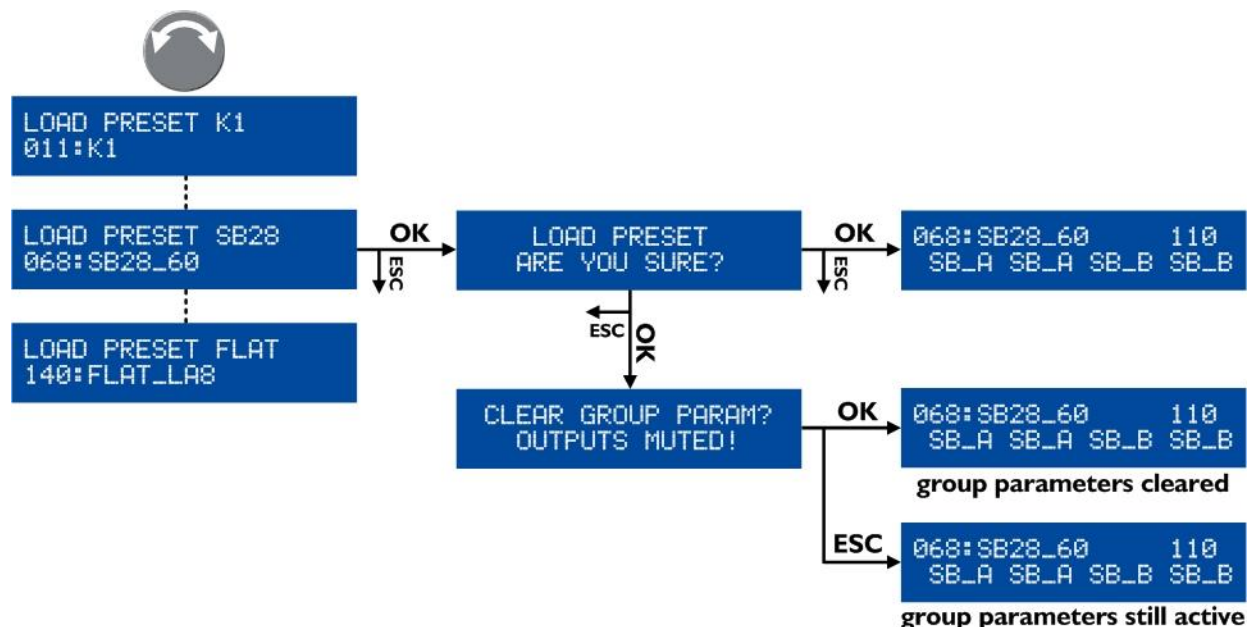 LOAD PRESET K1
011:K1
LOAD PRESET SB28
068:SB28_60
OK
ESC
LOAD PRESET
ARE YOU SURE?
OK
ESC
068:SB28_60 110
SB_A SB_A SB_B SB_B
LOAD PRESET FLAT
140:FLAT_LA8
ESC
OK
CLEAR GROUP PARAM?
OUTPUTS MUTED!
OK
068:SB28_60 110
SB_A SB_A SB_B SB_B
group parameters cleared
ESC
068:SB28_60 110
SB_A SB_A SB_B SB_B
group parameters still active